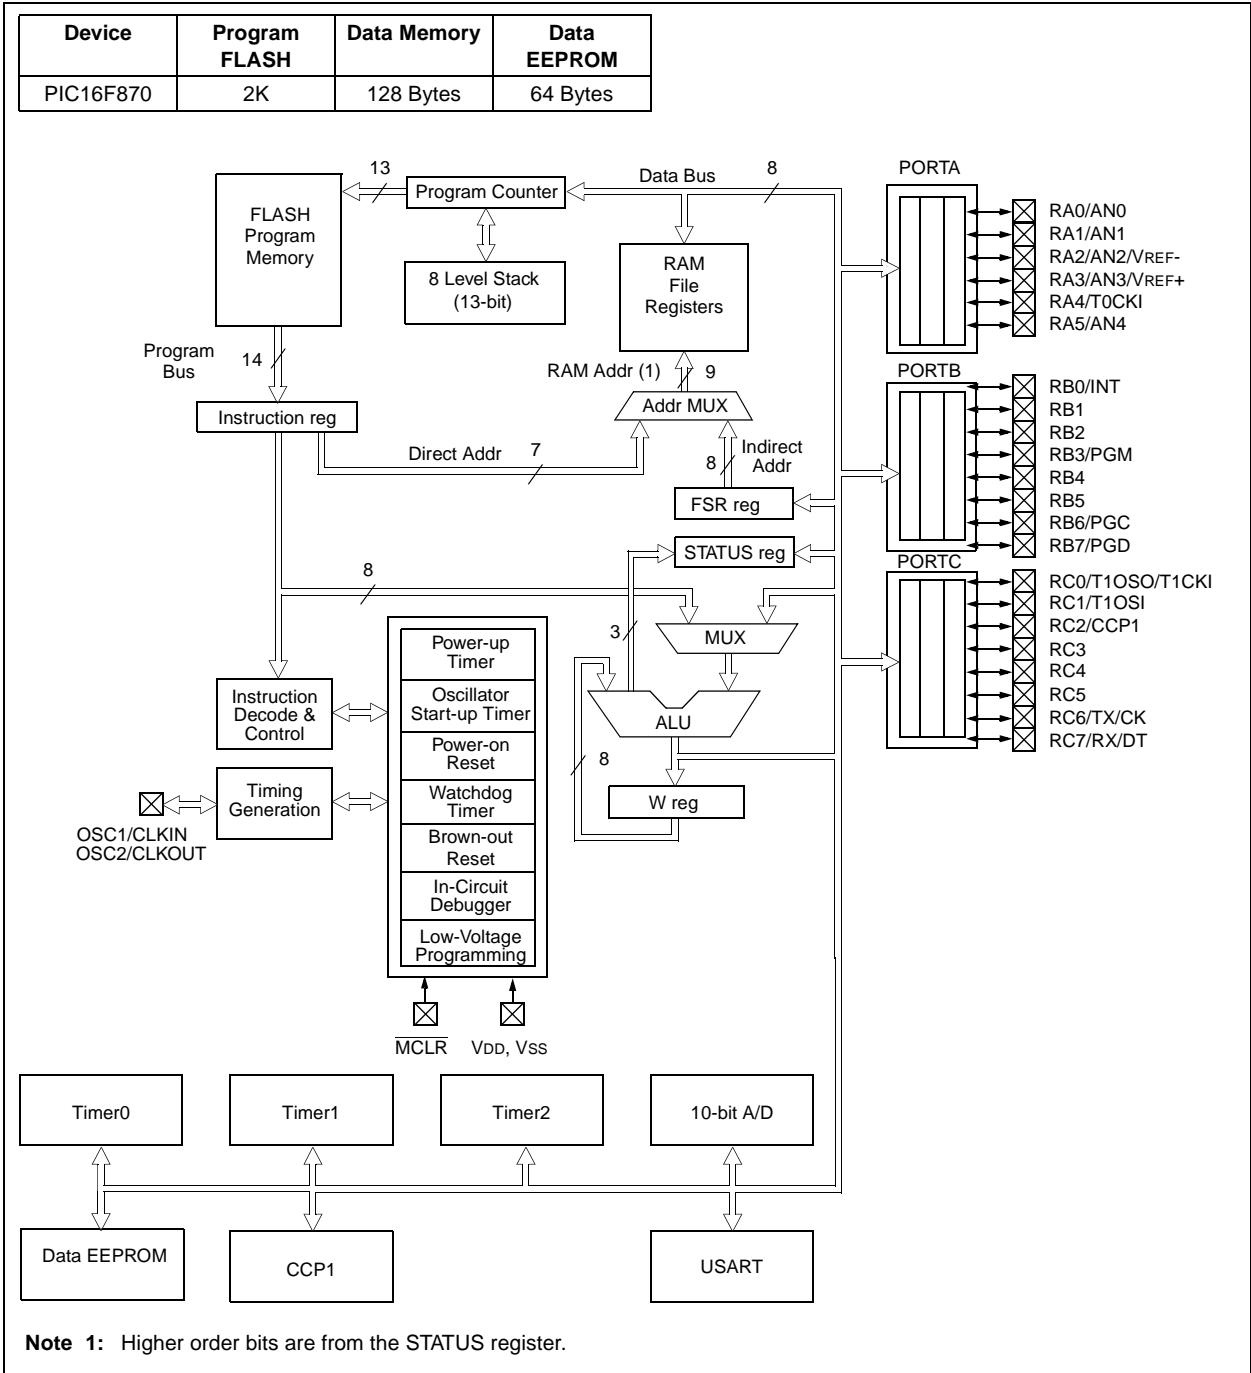 Device Program FLASH Data Memory Data EEPROM
PIC16F870 2K 128 Bytes 64 Bytes
13
Program Counter
Data Bus
8
FLASH
Program
Memory
8 Level Stack
(13-bit)
RAM
File
Registers
Program
Bus
14
RAM Addr (1)
9
Addr MUX
Instruction reg
Direct Addr
7
8
Indirect
Addr
FSR reg
STATUS reg
8
3
MUX
ALU
8
W reg
Power-up
Timer
Oscillator
Start-up Timer
Power-on
Reset
Watchdog
Timer
Brown-out
Reset
In-Circuit
Debugger
Low-Voltage
Programming
Instruction
Decode &
Control
Timing
Generation
OSC1/CLKIN
OSC2/CLKOUT
MCLR
VDD, VSS
PORTA
RA0/AN0
RA1/AN1
RA2/AN2/VREF-
RA3/AN3/VREF+
RA4/T0CKI
RA5/AN4
PORTB
RB0/INT
RB1
RB2
RB3/PGM
RB4
RB5
RB6/PGC
RB7/PGD
PORTC
RC0/T1OSO/T1CKI
RC1/T1OSI
RC2/CCP1
RC3
RC4
RC5
RC6/TX/CK
RC7/RX/DT
Timer0
Timer1
Timer2
10-bit A/D
Data EEPROM
CCP1
USART
Note 1: Higher order bits are from the STATUS register.